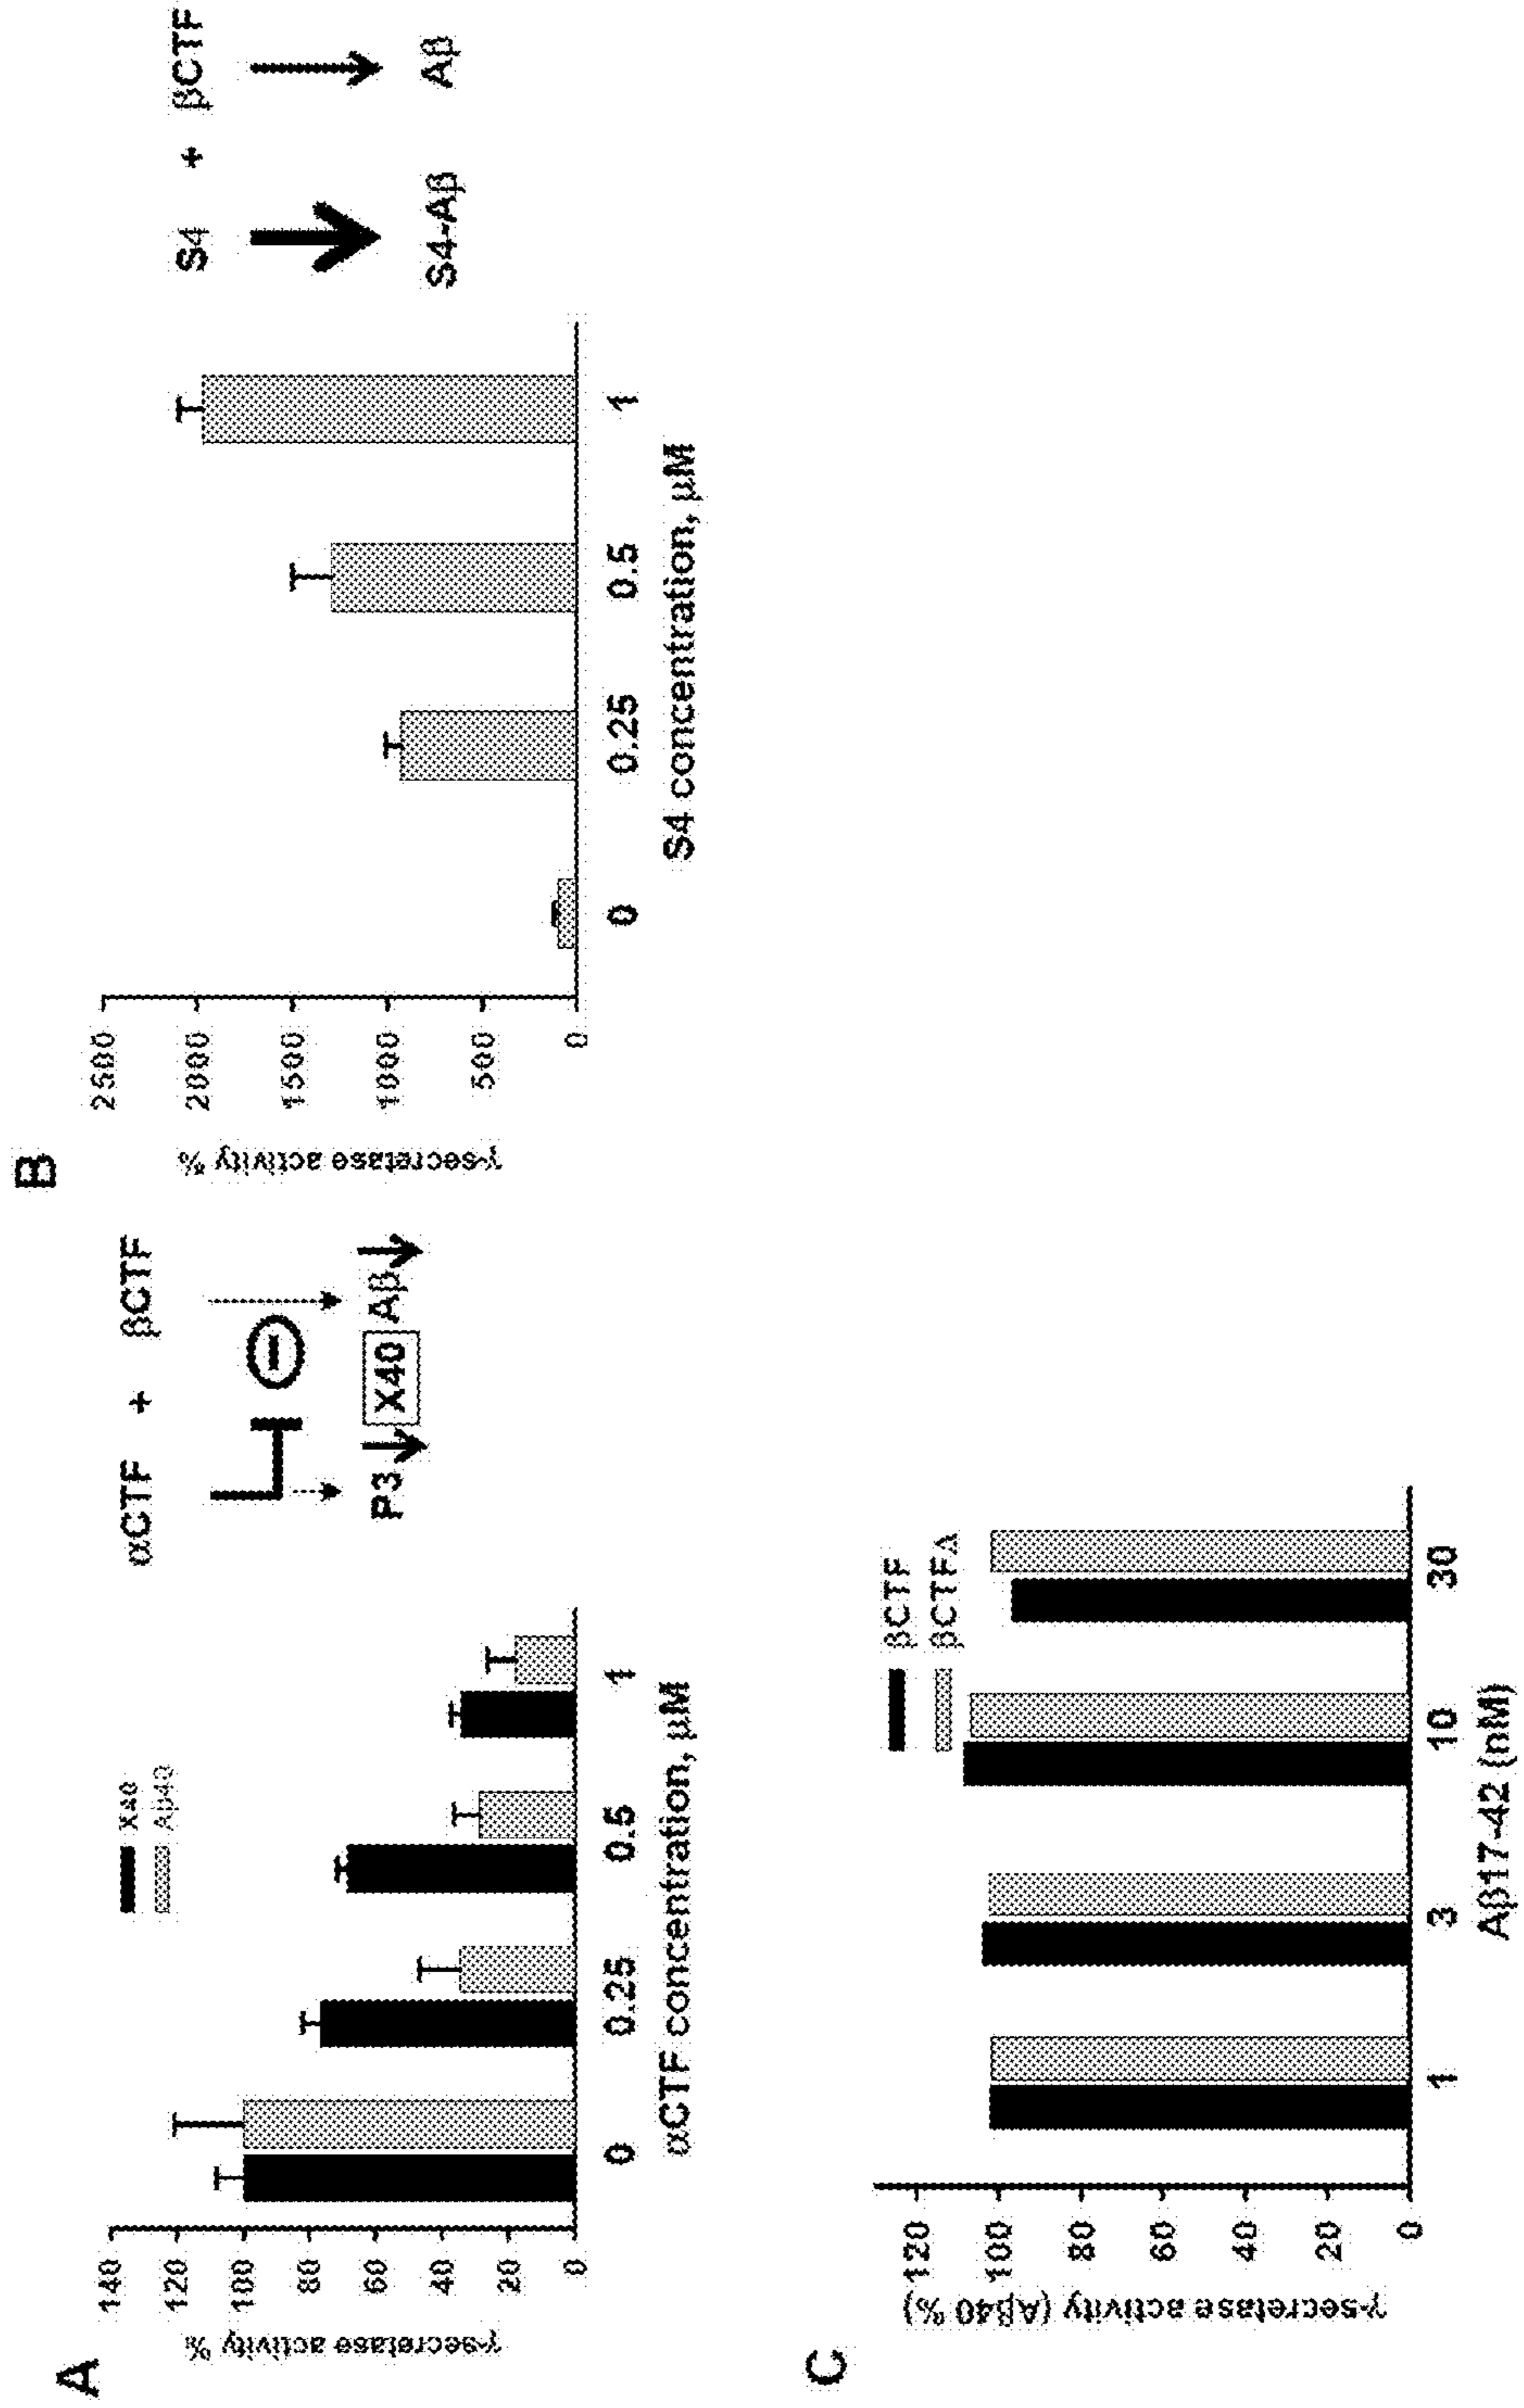 A
γ-secretase activity %
140
120
100
80
60
40
20
0
X40
Aβ40
0 0.25 0.5 1
αCTF concentration, μM
αCTF + βCTF
P3 X40 Aβ
B
γ-secretase activity %
2500
2000
1500
1000
500
0
0 0.25 0.5 1
S4 concentration, μM
S4 + βCTF
S4-Aβ Aβ
C
γ-secretase activity (Aβ40 %)
120
100
80
60
40
20
0
βCTF
βCTFΔ
1 3 10 30
Aβ17-42 (nM)